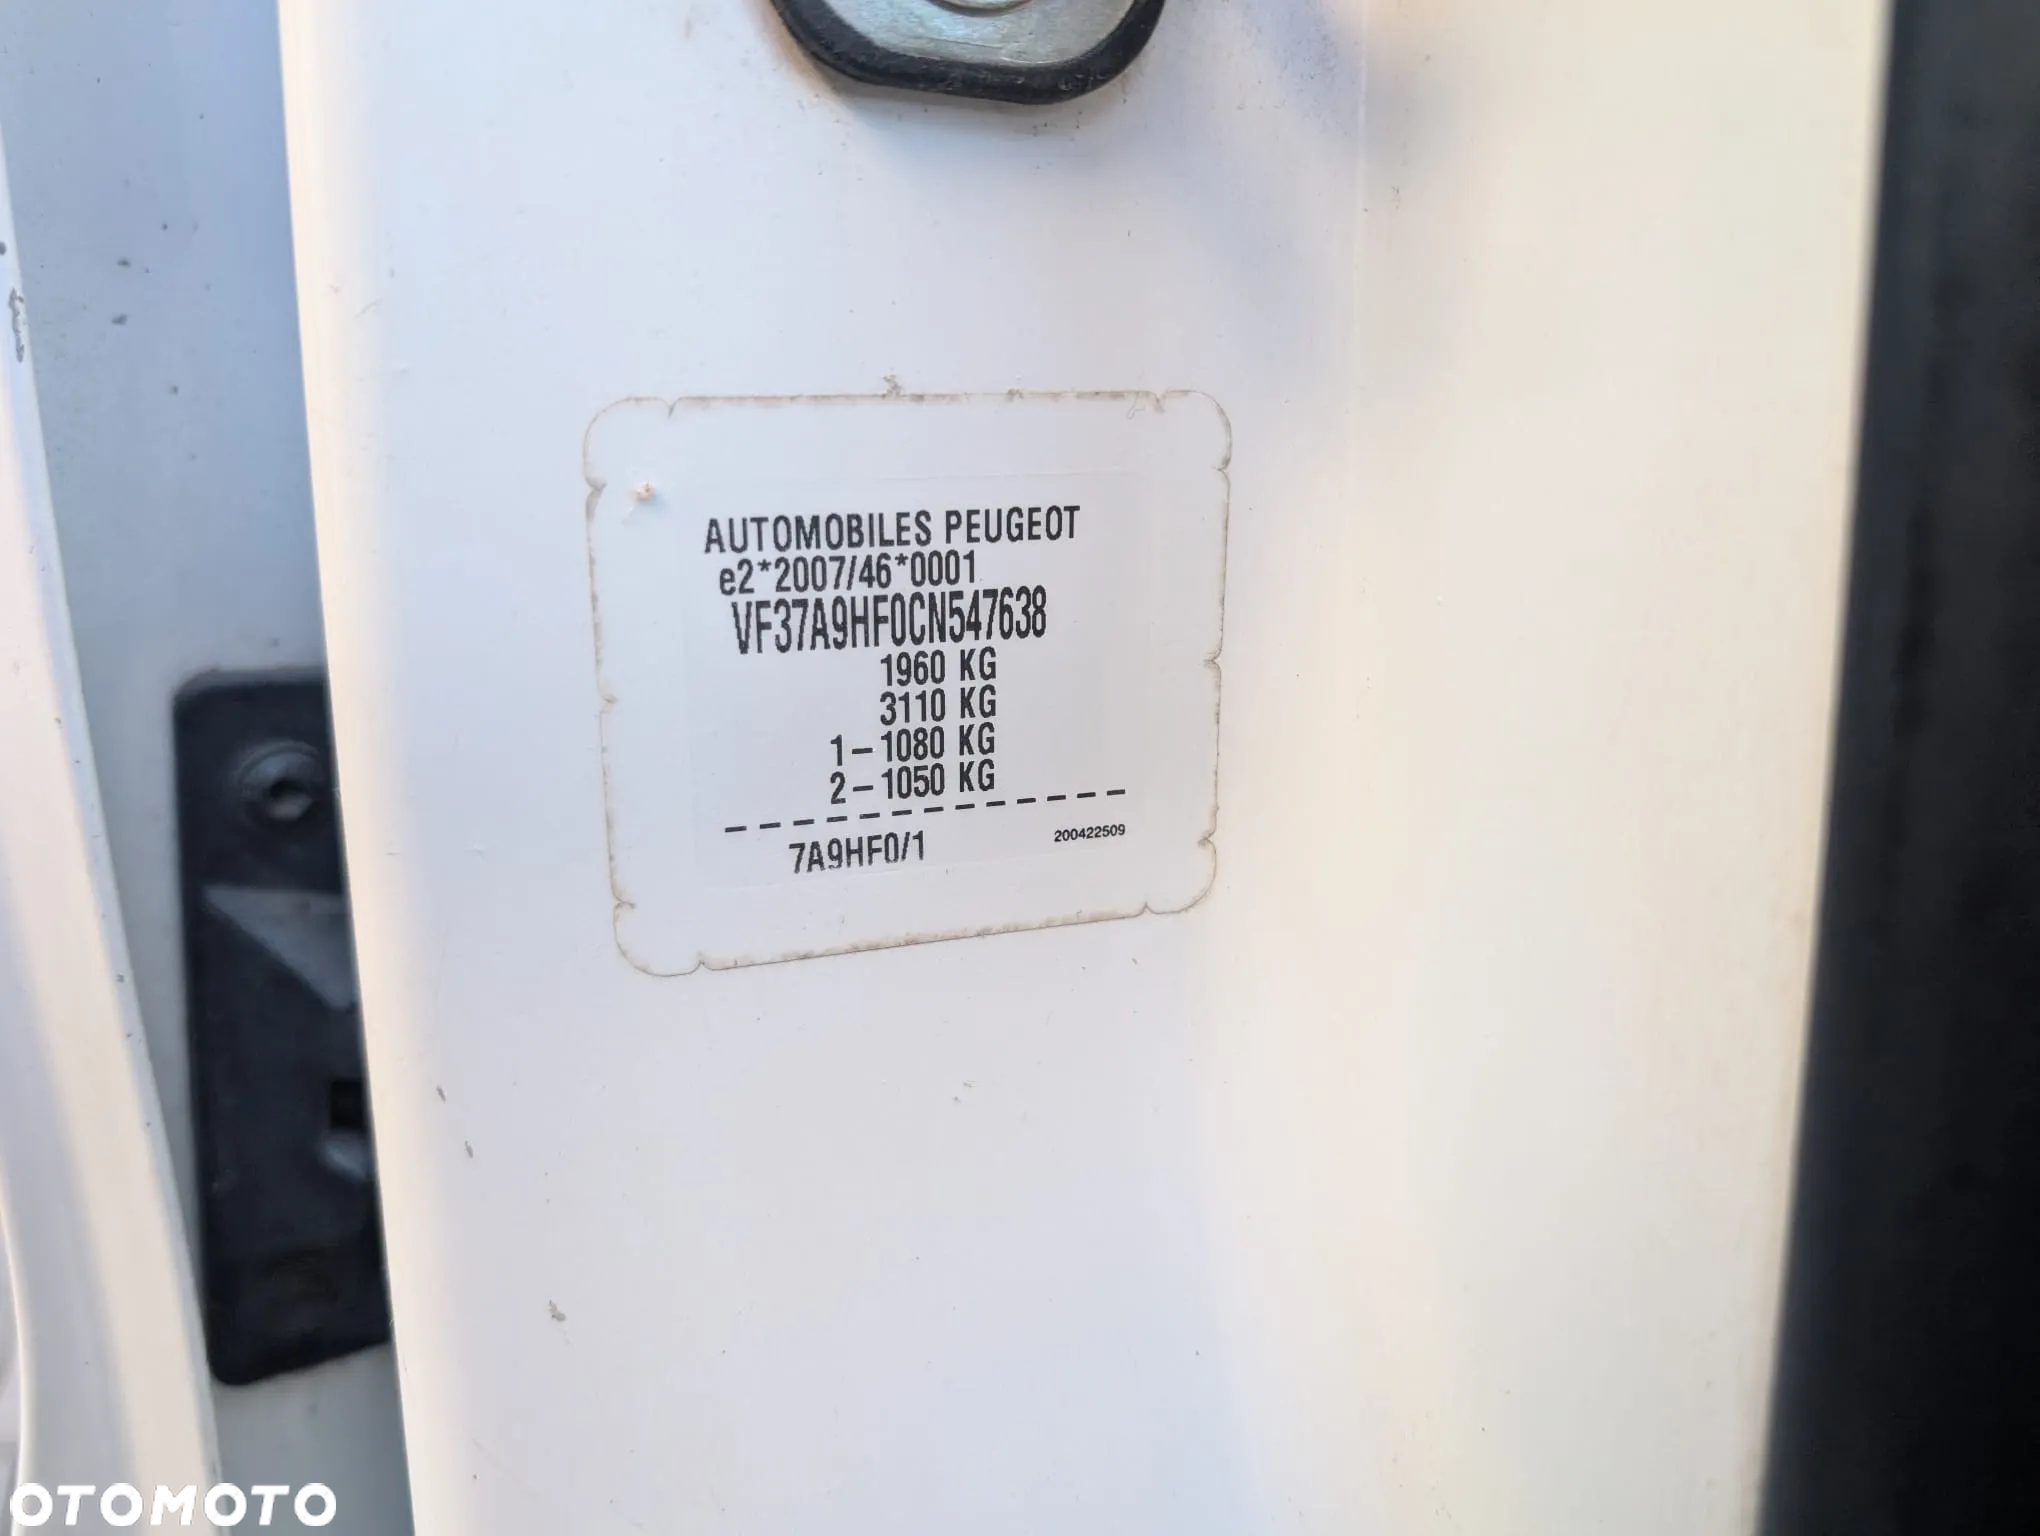 AUTOMOBILES PEUGEOT
e2*2007/46*0001
VF37A9HF0CN547638
1960 KG
3110 KG
1-1080 KG
2-1050 KG
--------------
7A9HF0/1 200422509
OTOMOTO